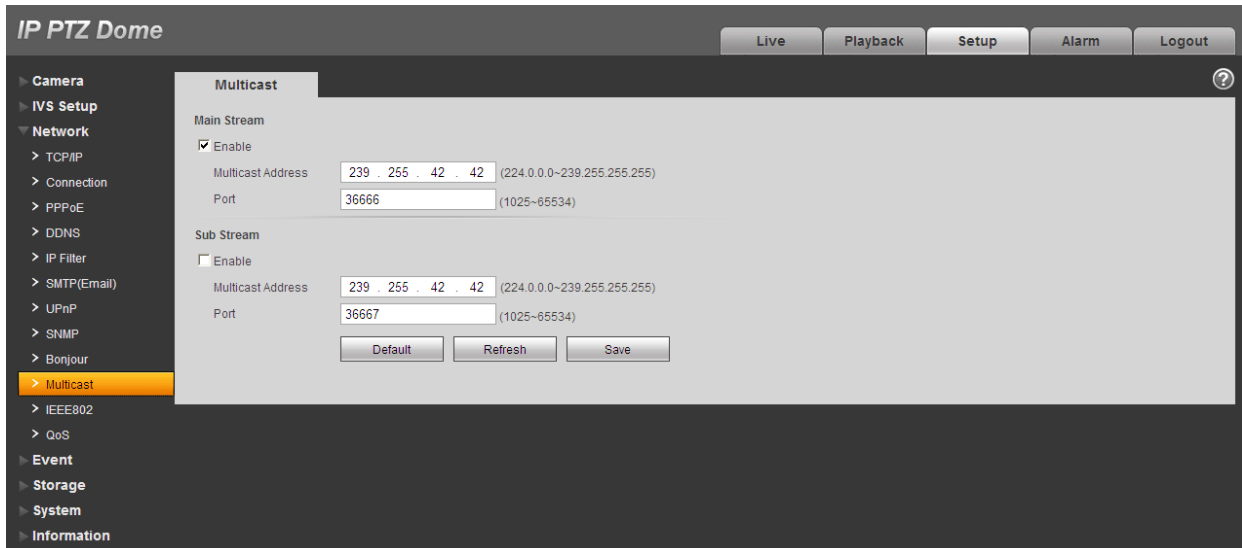 IP PTZ Dome
Live
Playback
Setup
Alarm
Logout
Camera
IVS Setup
Network
TCP/IP
Connection
PPPoE
DDNS
IP Filter
SMTP(Email)
UPnP
SNMP
Bonjour
Multicast
IEEE802
QoS
Event
Storage
System
Information
Multicast
?
Main Stream
Enable
Multicast Address 239 . 255 . 42 . 42 (224.0.0.0~239.255.255.255)
Port 36666 (1025~65534)
Sub Stream
Enable
Multicast Address 239 . 255 . 42 . 42 (224.0.0.0~239.255.255.255)
Port 36667 (1025~65534)
Default Refresh Save